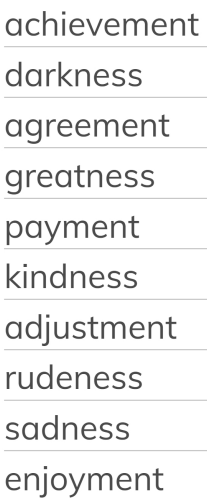 achievement
darkness
agreement
greatness
payment
kindness
adjustment
rudeness
sadness
enjoyment